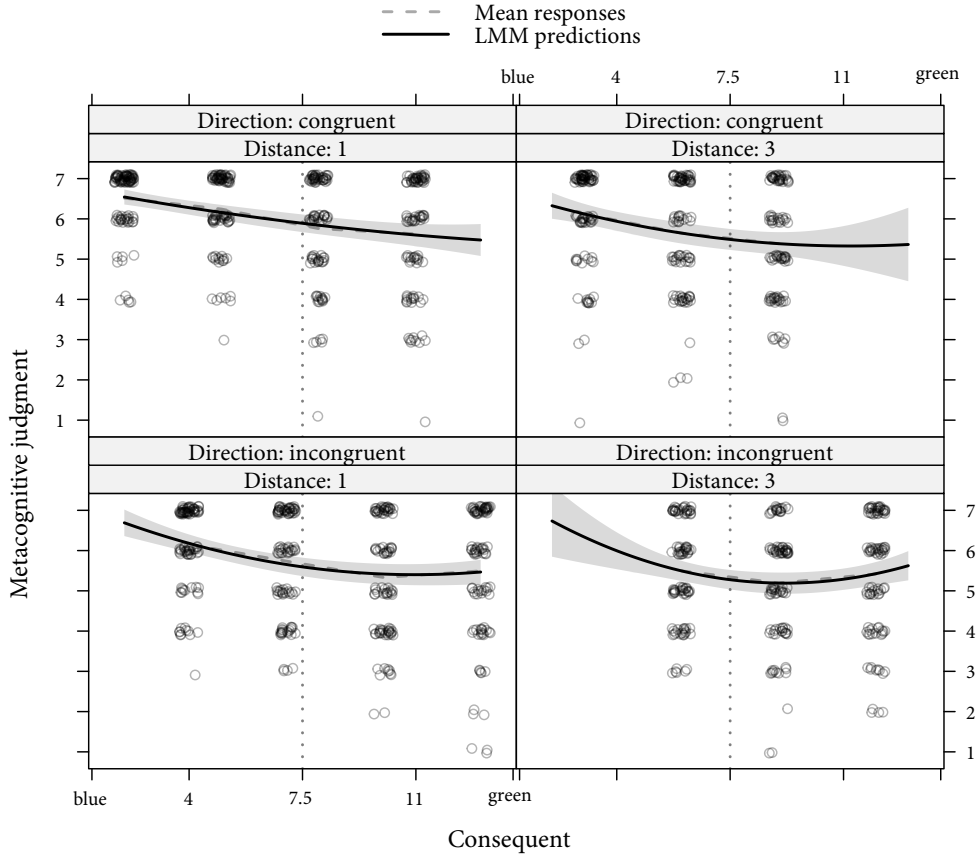 Mean responses
LMM predictions
blue 4 7.5 11 green
Direction: congruent
Distance: 1
Direction: congruent
Distance: 3
7
6
5
4
3
2
1
Direction: incongruent
Distance: 1
Direction: incongruent
Distance: 3
7
6
5
4
3
2
1
blue 4 7.5 11 green
Metacognitive judgment
Consequent